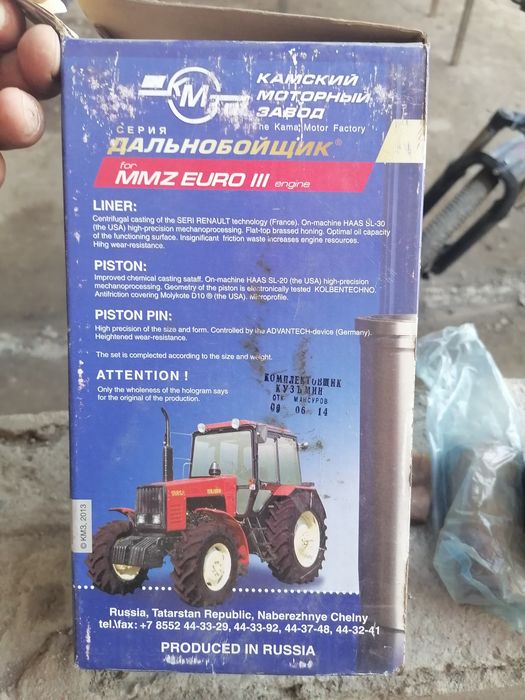 КМ
КАМСКИЙ
МОТОРНЫЙ
ЗАВОД
The Kama Motor Factory
СЕРИЯ
ДАЛЬНОБОЙЩИК®
for
MMZ EURO III engine
LINER:
Centrifugal casting of the SERI RENAULT technology (France). On-machine HAAS SL-30
(the USA) high-precision mechanoprocessing. Flat-top brassed honing. Optimal oil capacity
of the functioning surface. Insignificant friction waste increases engine resources.
Hihg wear-resistance.
PISTON:
Improved chemical casting sataff. On-machine HAAS SL-20 (the USA) high-precision
mechanoprocessing. Geometry of the piston is electronically tested KOLBENTECHNO.
Antifriction covering Molykote D10 ® (the USA). Microprofile.
PISTON PIN:
High precision of the size and form. Controlled by the ADVANTECH-device (Germany).
Heightened wear-resistance.
The set is complected according to the size and weight.
ATTENTION !
Only the wholeness of the hologram says
for the original of the production.
КОМПЛЕКТОВЩИК
КУЗЬМИН
ОТК МАНСУРОВ
06 14
© КМЗ, 2013
Russia, Tatarstan Republic, Naberezhnye Chelny
tel.\fax: +7 8552 44-33-29, 44-33-92, 44-37-48, 44-32-41
PRODUCED IN RUSSIA